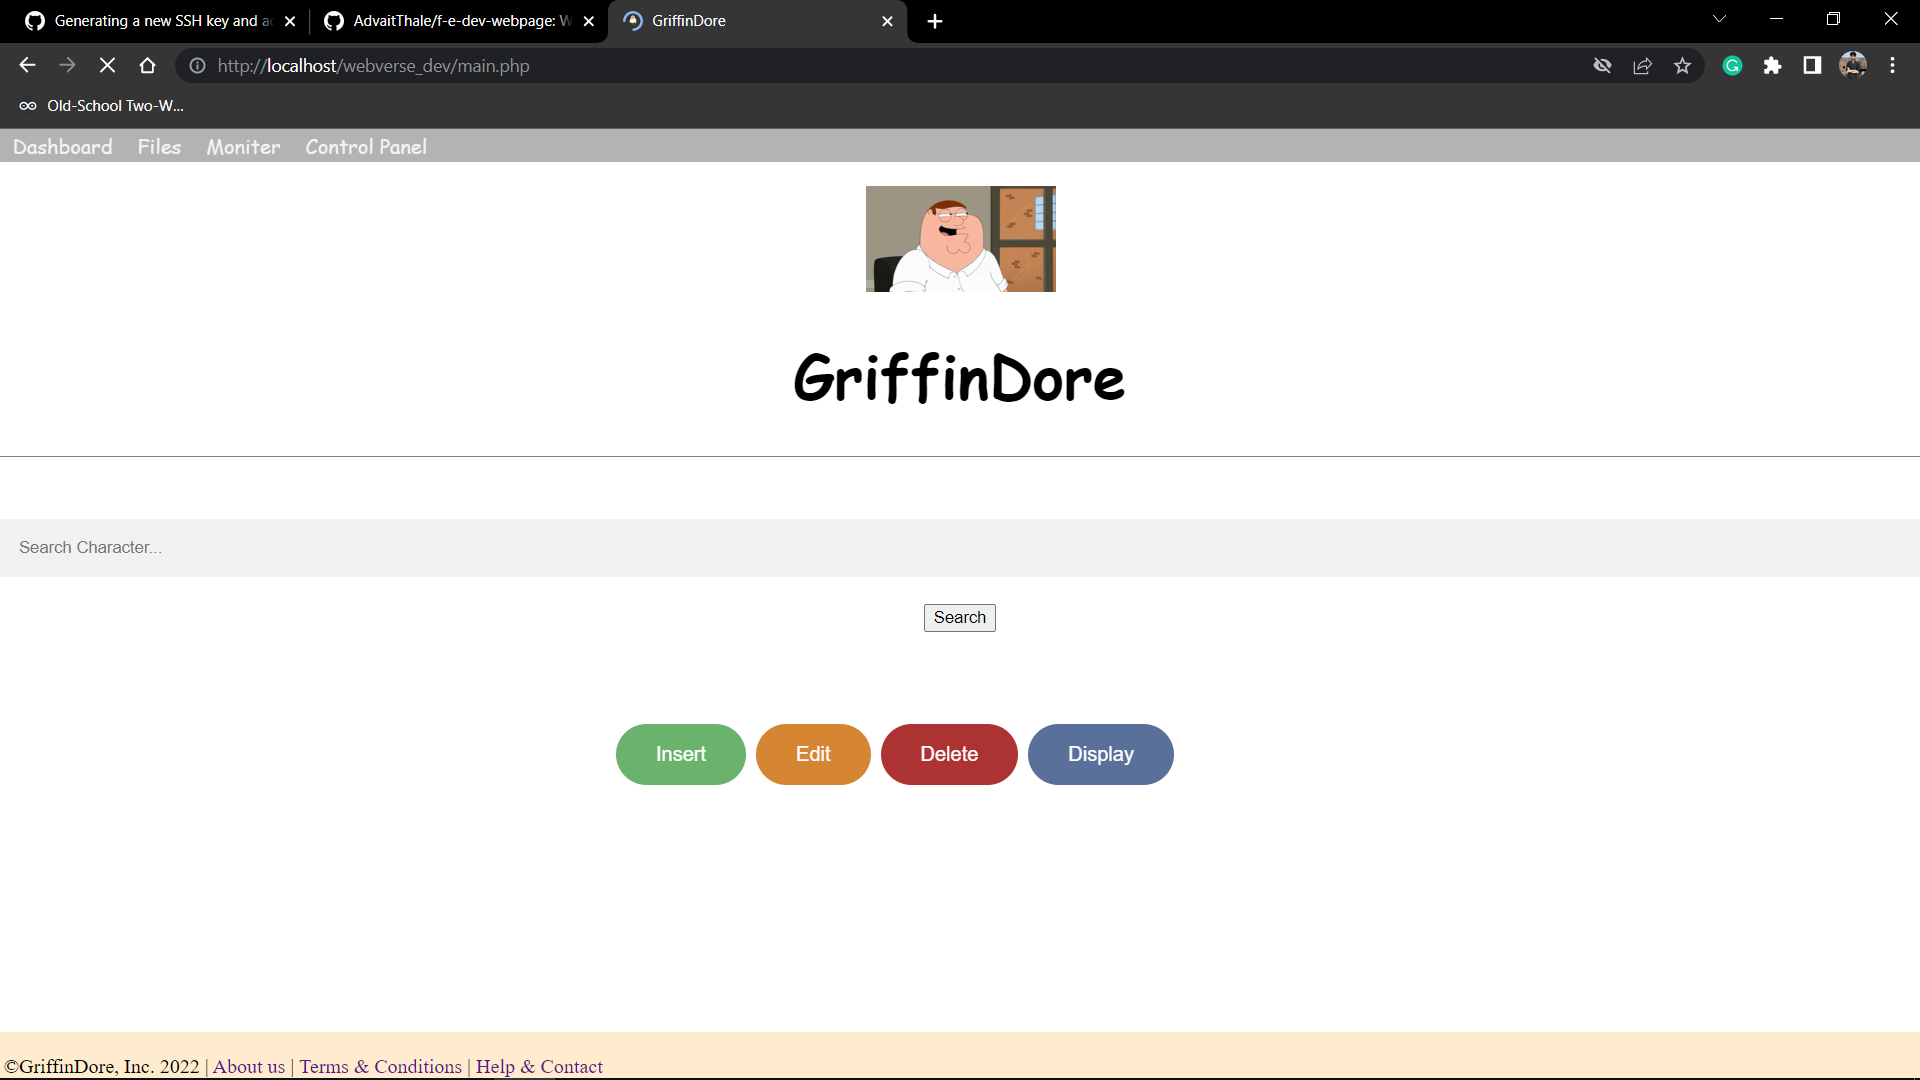 Generating a new SSH key and a
AdvaitThale/f-e-dev-webpage: W
GriffinDore
http://localhost/webverse_dev/main.php
Old-School Two-W...
Dashboard Files Moniter Control Panel
GriffinDore
Search Character...
Search
Insert Edit Delete Display
©GriffinDore, Inc. 2022 | About us | Terms & Conditions | Help & Contact